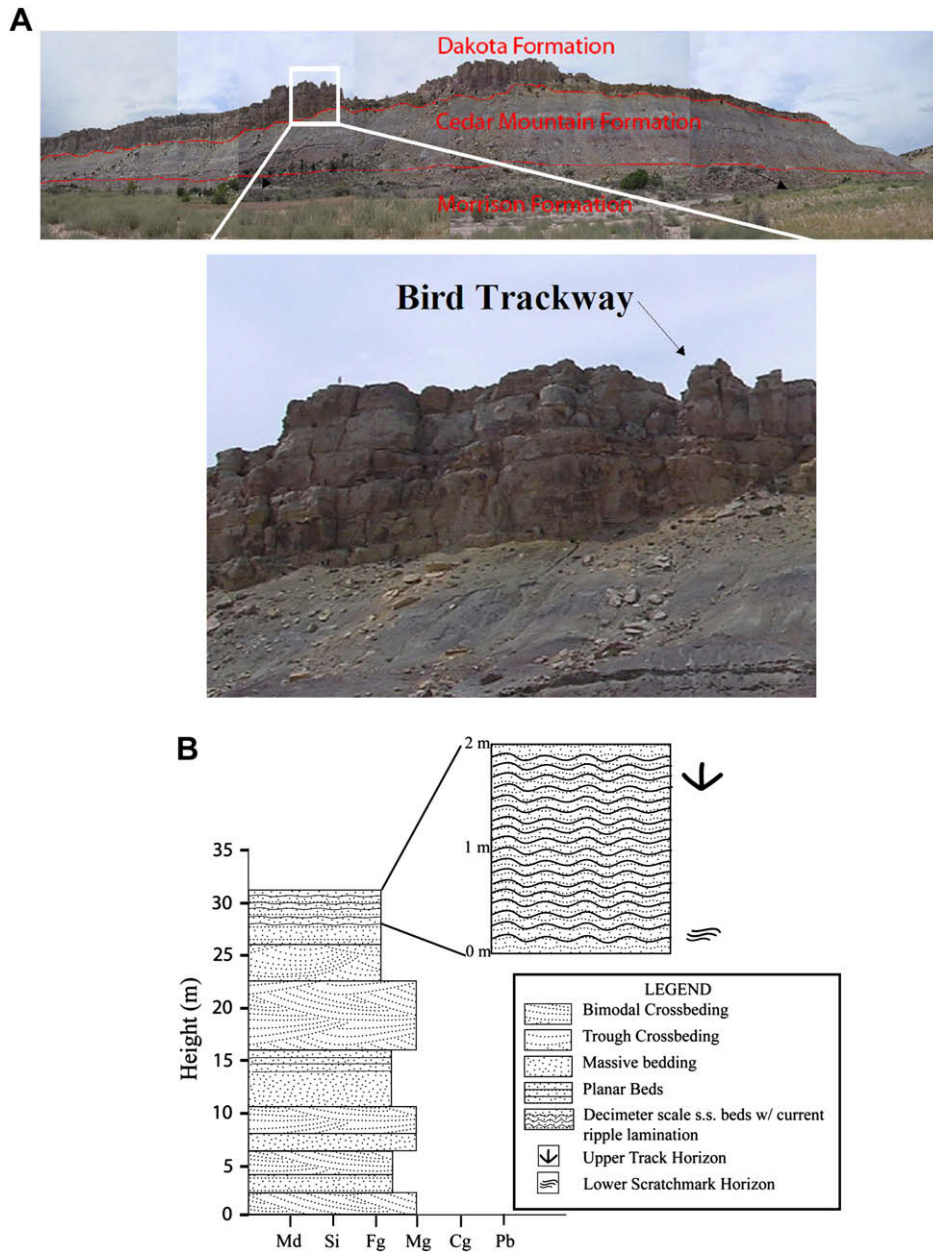 A
Dakota Formation
Cedar Mountain Formation
Morrison Formation
Bird Trackway
B
2 m
1 m
0 m
35
30
25
20
15
10
5
0
Height (m)
Md Si Fg Mg Cg Pb
LEGEND
Bimodal Crossbeding
Trough Crossbeding
Massive bedding
Planar Beds
Decimeter scale s.s. beds w/ current
ripple lamination
Upper Track Horizon
Lower Scratchmark Horizon